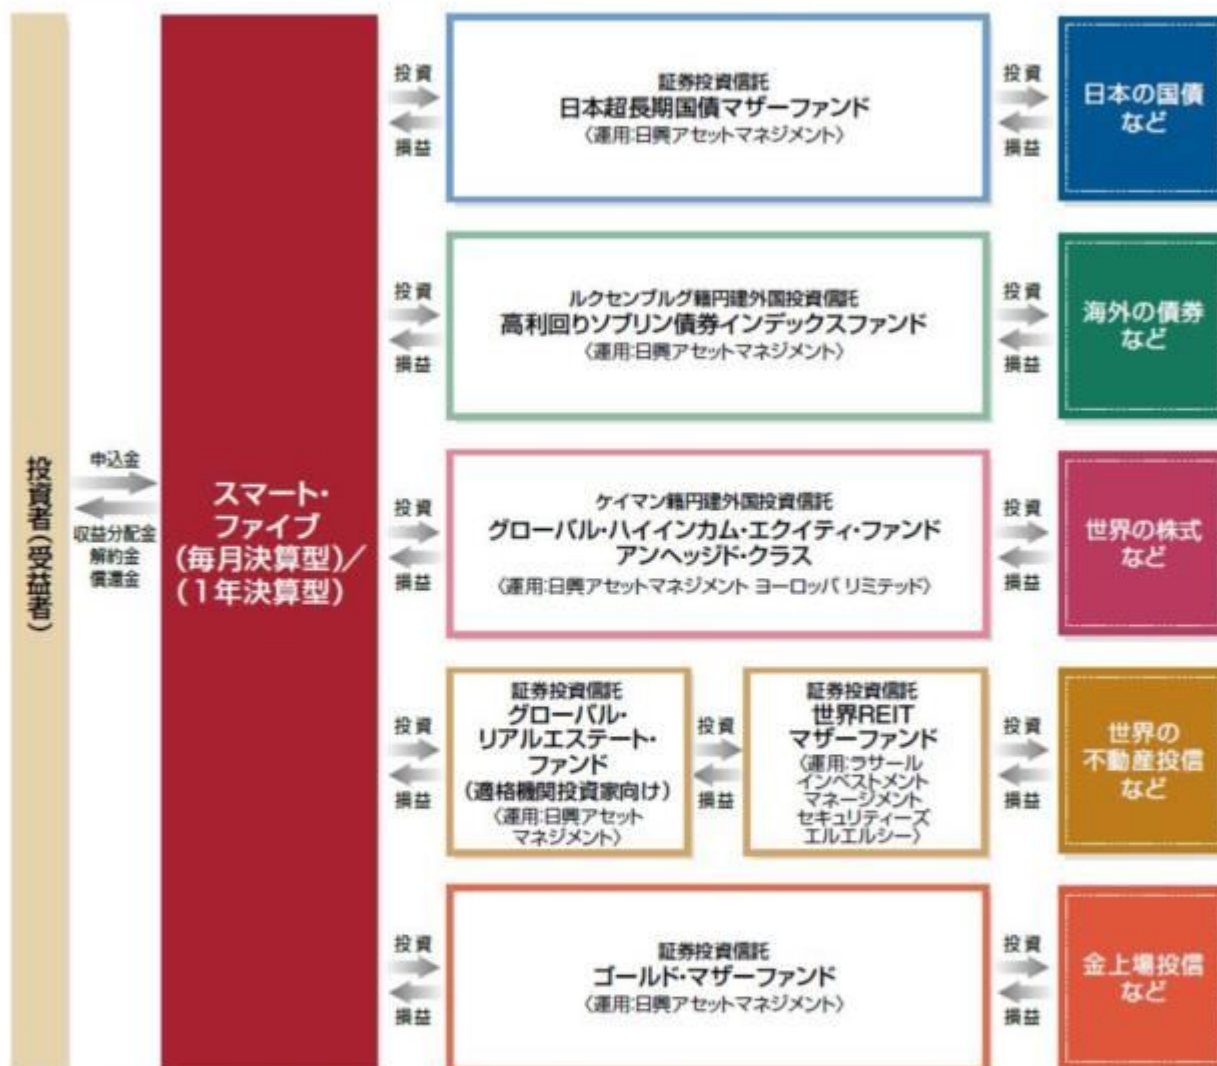 投資者(受益者)
申込金
収益分配金
解約金
償還金
スマート・
ファイブ
(毎月決算型)/
(1年決算型)
投資
損益
証券投資信託
日本超長期国債マザーファンド
〈運用:日興アセットマネジメント〉
投資
損益
日本の国債
など
投資
損益
ルクセンブルグ籍円建外国投資信託
高利回りソブリン債券インデックスファンド
〈運用:日興アセットマネジメント〉
投資
損益
海外の債券
など
投資
損益
ケイマン籍円建外国投資信託
グローバル・ハイインカム・エクイティ・ファンド
アンヘッジド・クラス
〈運用:日興アセットマネジメント ヨーロッパ リミテッド〉
投資
損益
世界の株式
など
投資
損益
証券投資信託
グローバル・
リアルエステート・
ファンド
(適格機関投資家向け)
〈運用:日興アセット
マネジメント〉
投資
損益
証券投資信託
世界REIT
マザーファンド
〈運用:ラサール
インベストメント
マネージメント
セキュリティーズ
エルエルシー〉
投資
損益
世界の
不動産投信
など
投資
損益
証券投資信託
ゴールド・マザーファンド
〈運用:日興アセットマネジメント〉
投資
損益
金上場投信
など